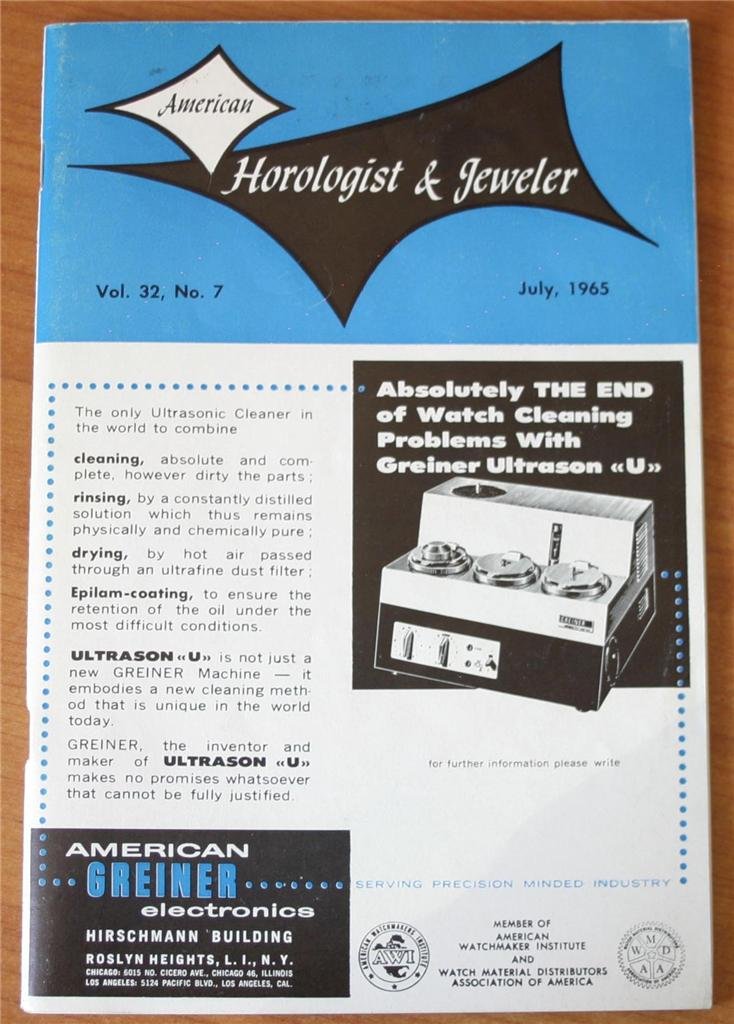 American
Horologist & Jeweler
Vol. 32, No. 7
July, 1965
The only Ultrasonic Cleaner in
the world to combine
cleaning, absolute and com-
plete, however dirty the parts;
rinsing, by a constantly distilled
solution which thus remains
physically and chemically pure;
drying, by hot air passed
through an ultrafine dust filter;
Epilam-coating, to ensure the
retention of the oil under the
most difficult conditions.
ULTRASON «U» is not just a
new GREINER Machine — it
embodies a new cleaning meth-
od that is unique in the world
today.
GREINER, the inventor and
maker of ULTRASON «U»
makes no promises whatsoever
that cannot be fully justified.
Absolutely THE END
of Watch Cleaning
Problems With
Greiner Ultrason «U»
GREINER
for further information please write
AMERICAN
GREINER
electronics
HIRSCHMANN BUILDING
ROSLYN HEIGHTS, L. I., N. Y.
CHICAGO: 6015 NO. CICERO AVE., CHICAGO 46, ILLINOIS
LOS ANGELES: 5124 PACIFIC BLVD., LOS ANGELES, CAL.
SERVING PRECISION MINDED INDUSTRY
AMERICAN WATCHMAKERS INSTITUTE
AWI
MEMBER OF
AMERICAN
WATCHMAKER INSTITUTE
AND
WATCH MATERIAL DISTRIBUTORS
ASSOCIATION OF AMERICA
W M D A A